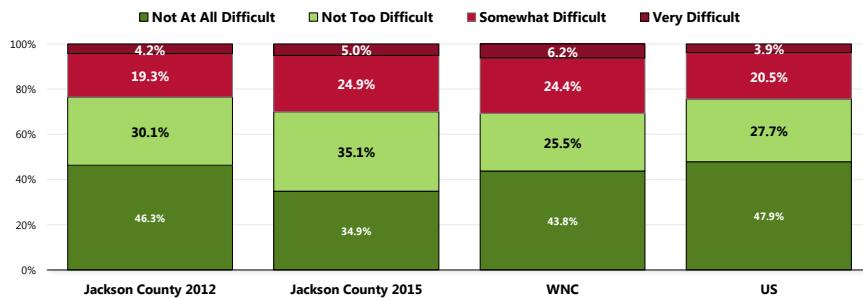 Not At All Difficult Not Too Difficult Somewhat Difficult Very Difficult
100%
80%
60%
40%
20%
0%
4.2% 5.0% 6.2% 3.9%
19.3% 24.9% 24.4% 20.5%
30.1% 35.1% 25.5% 27.7%
46.3% 34.9% 43.8% 47.9%
Jackson County 2012 Jackson County 2015 WNC US